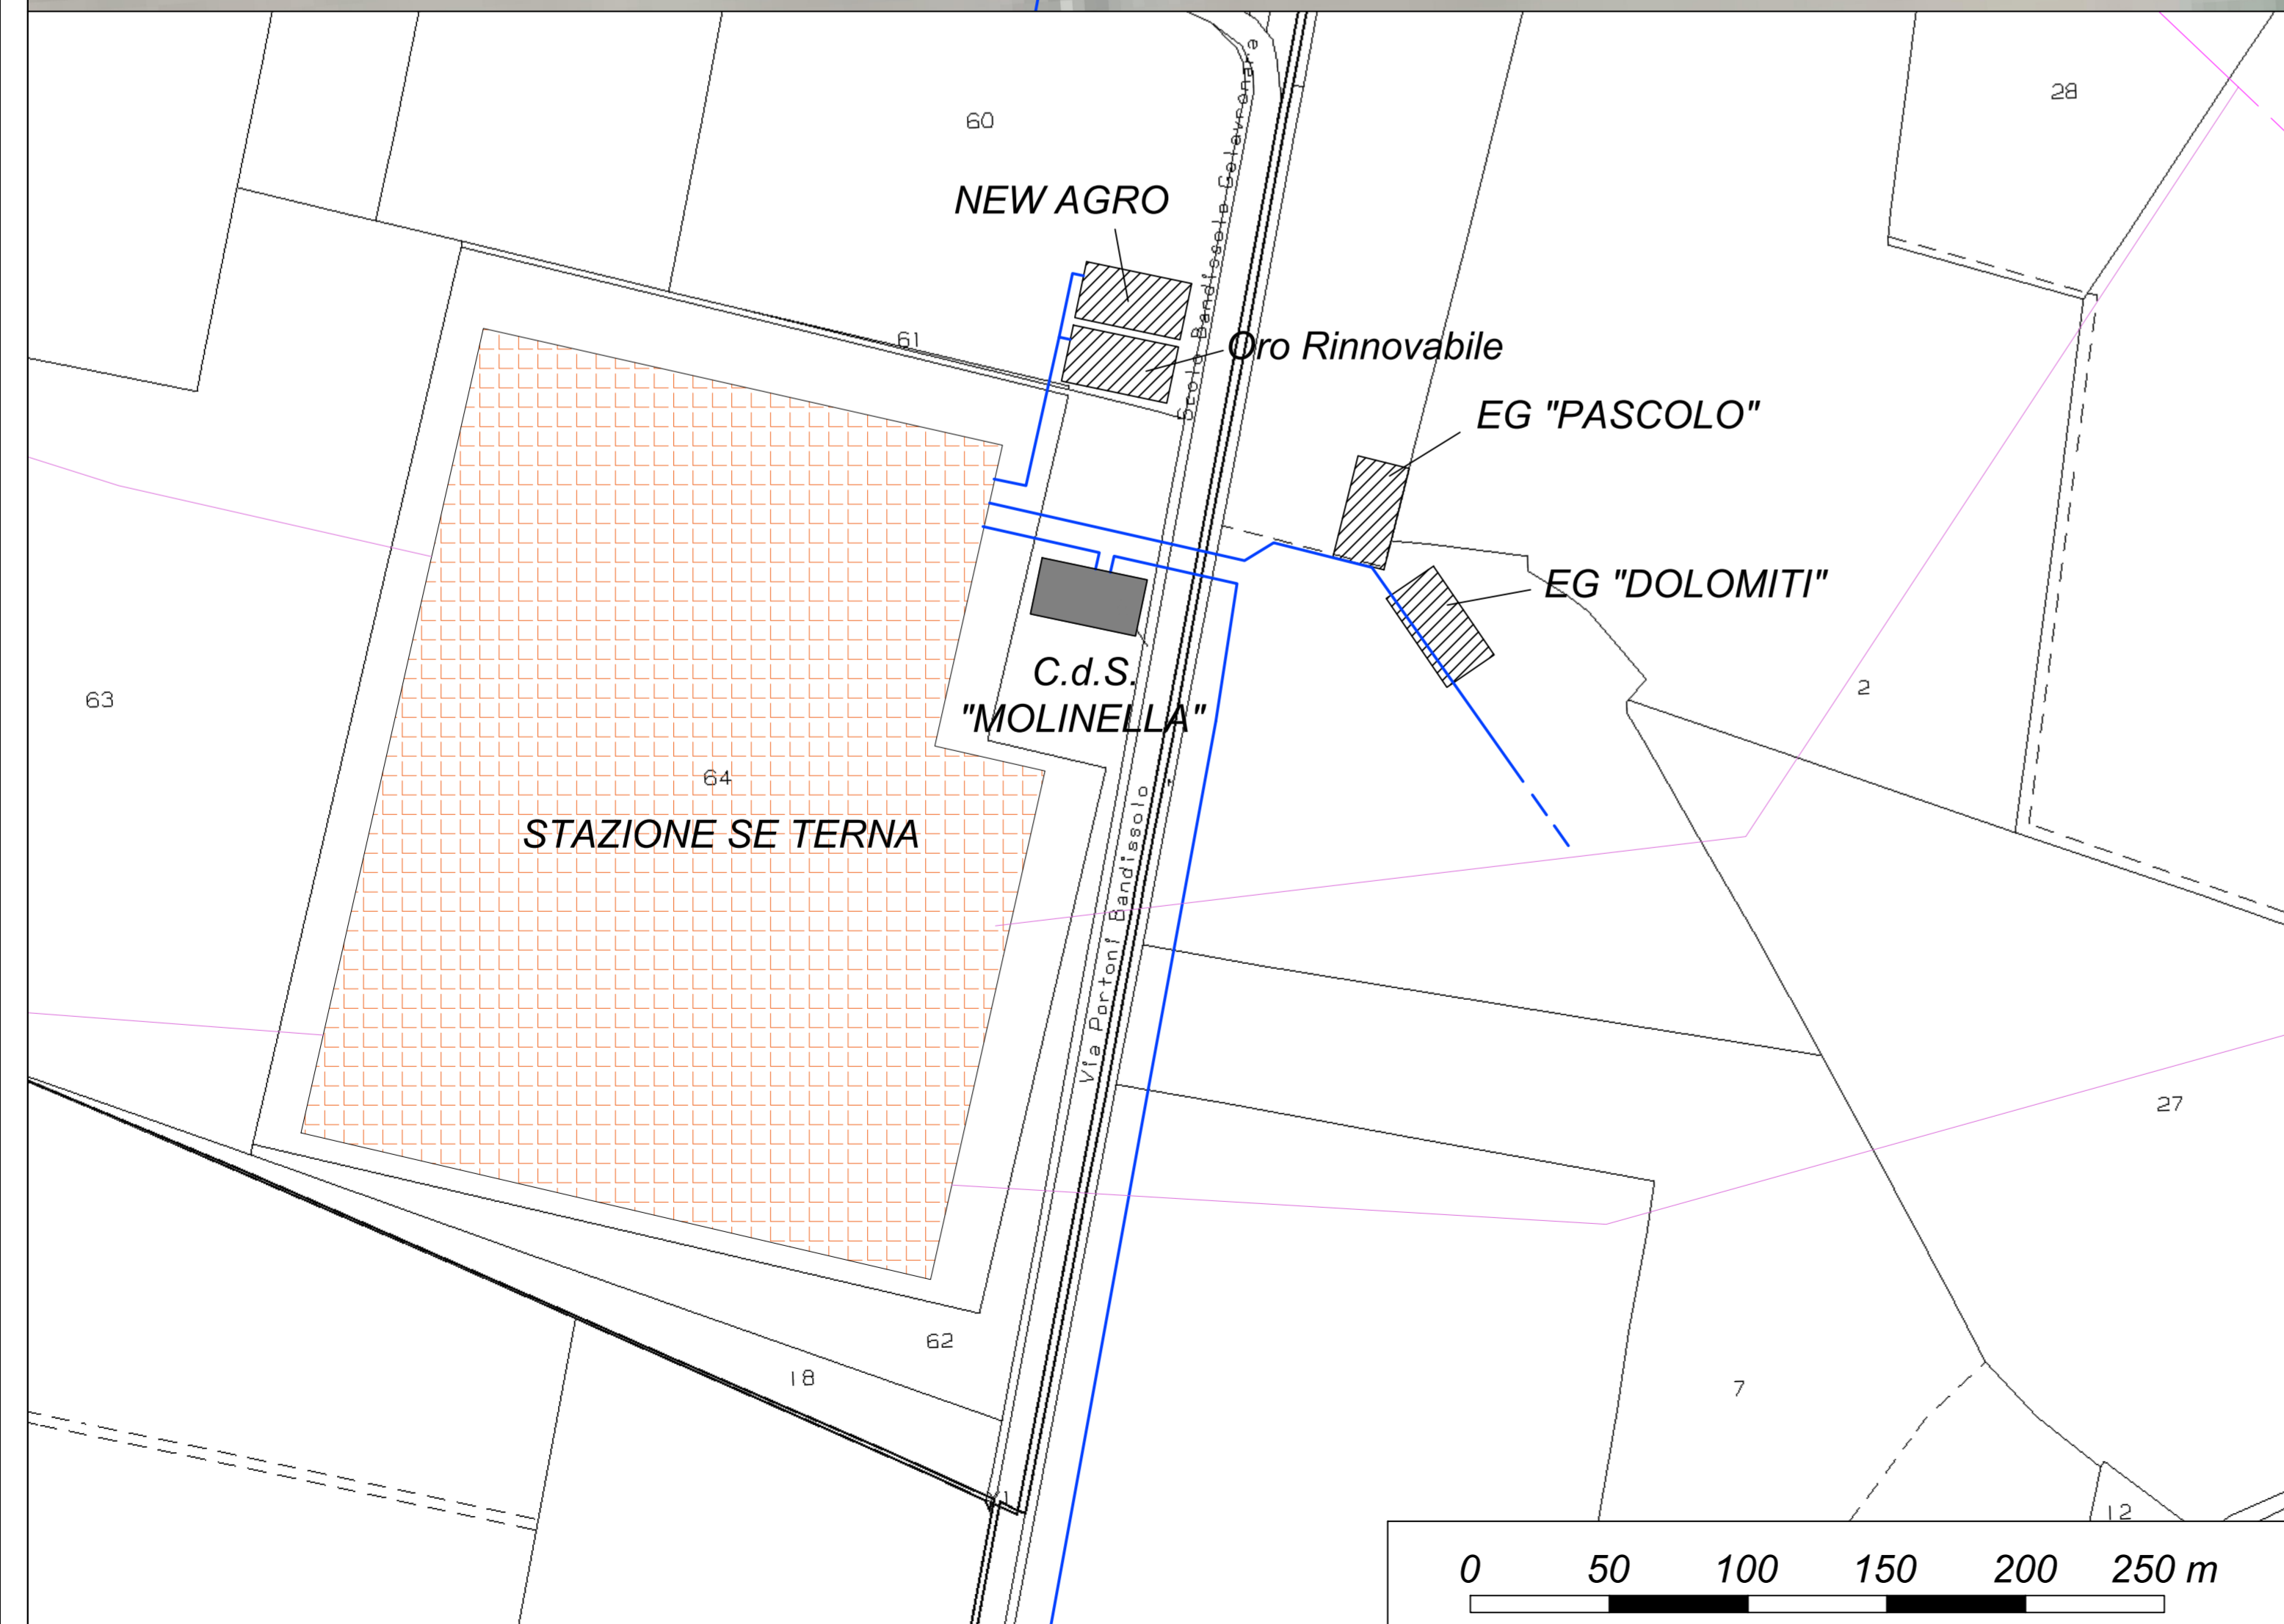 28
60
NEW AGRO
Scolo Bandissolo Galavronare
61
Oro Rinnovabile
EG "PASCOLO"
EG "DOLOMITI"
C.d.S.
"MOLINELLA"
63
2
64
STAZIONE SE TERNA
Via Portoni Bandissolo
27
62
18
7
12
0 50 100 150 200 250 m